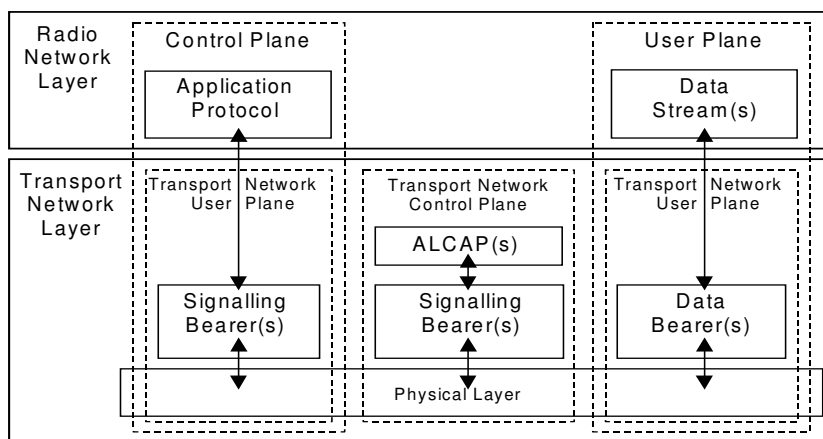 Radio
Network
Layer
Control Plane
User Plane
Application
Protocol
Data
Stream(s)
Transport
Network
Layer
Transport Network
User Plane
Transport Network
Control Plane
Transport Network
User Plane
ALCAP(s)
Signalling
Bearer(s)
Signalling
Bearer(s)
Data
Bearer(s)
Physical Layer